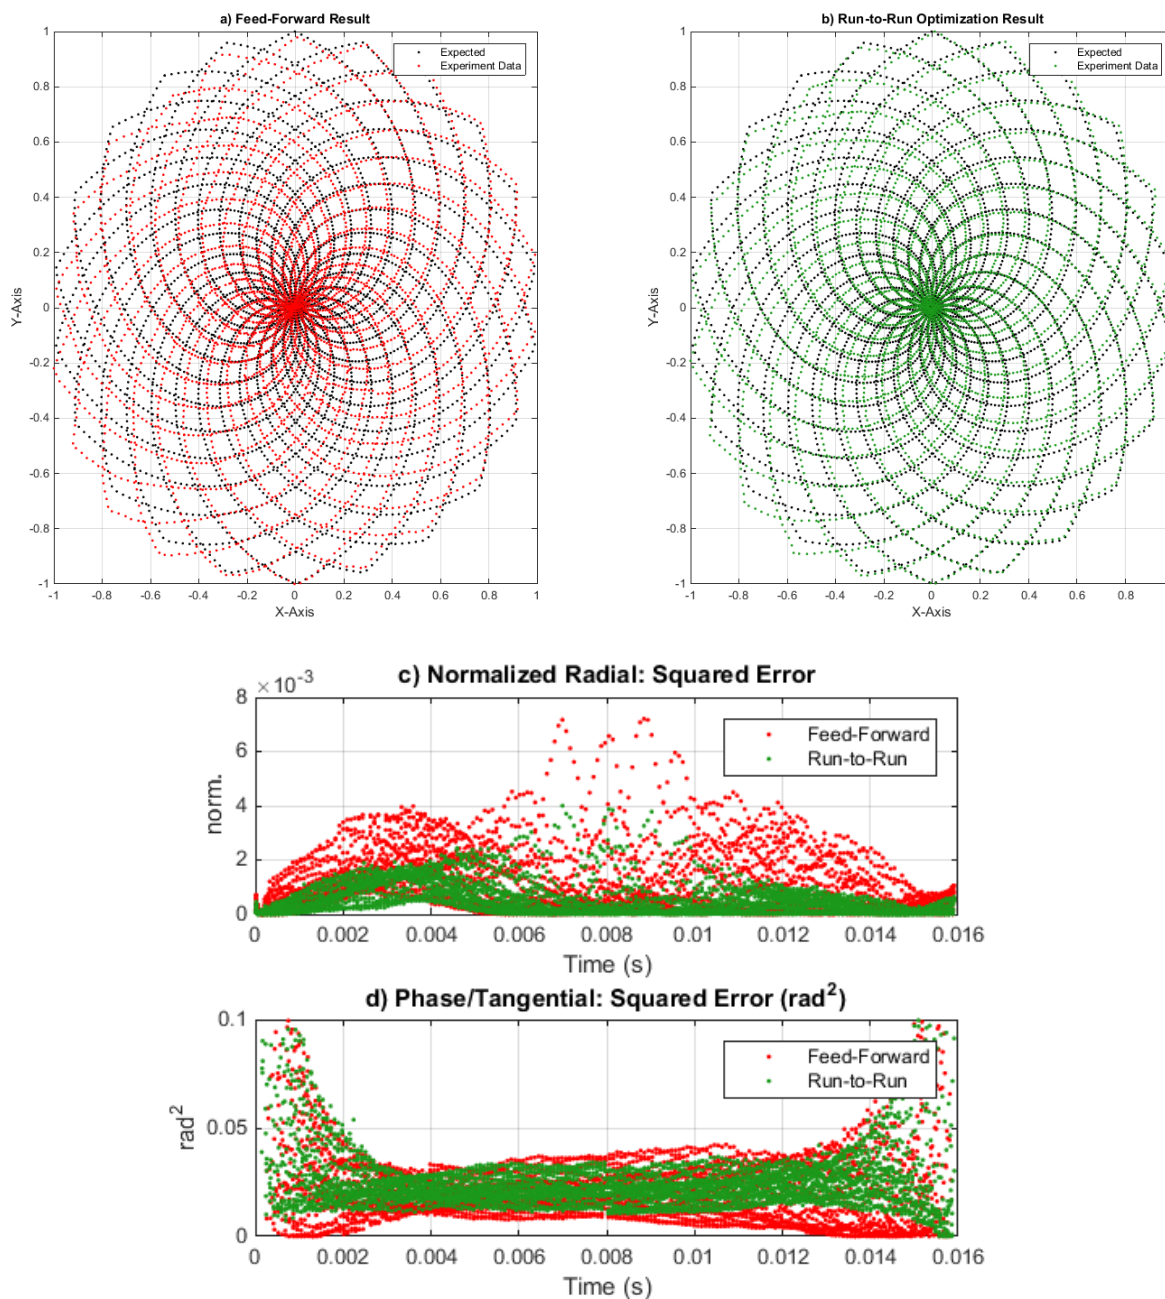 a) Feed-Forward Result
Expected
Experiment Data
1
0.8
0.6
0.4
0.2
0
-0.2
-0.4
-0.6
-0.8
-1
Y-Axis
-1 -0.8 -0.6 -0.4 -0.2 0 0.2 0.4 0.6 0.8 1
X-Axis
b) Run-to-Run Optimization Result
Expected
Experiment Data
1
0.8
0.6
0.4
0.2
0
-0.2
-0.4
-0.6
-0.8
-1
Y-Axis
-1 -0.8 -0.6 -0.4 -0.2 0 0.2 0.4 0.6 0.8
X-Axis
c) Normalized Radial: Squared Error
×10⁻³
8
6
4
2
0
norm.
Feed-Forward
Run-to-Run
0 0.002 0.004 0.006 0.008 0.01 0.012 0.014 0.016
Time (s)
d) Phase/Tangential: Squared Error (rad²)
0.1
0.05
0
rad²
Feed-Forward
Run-to-Run
0 0.002 0.004 0.006 0.008 0.01 0.012 0.014 0.016
Time (s)